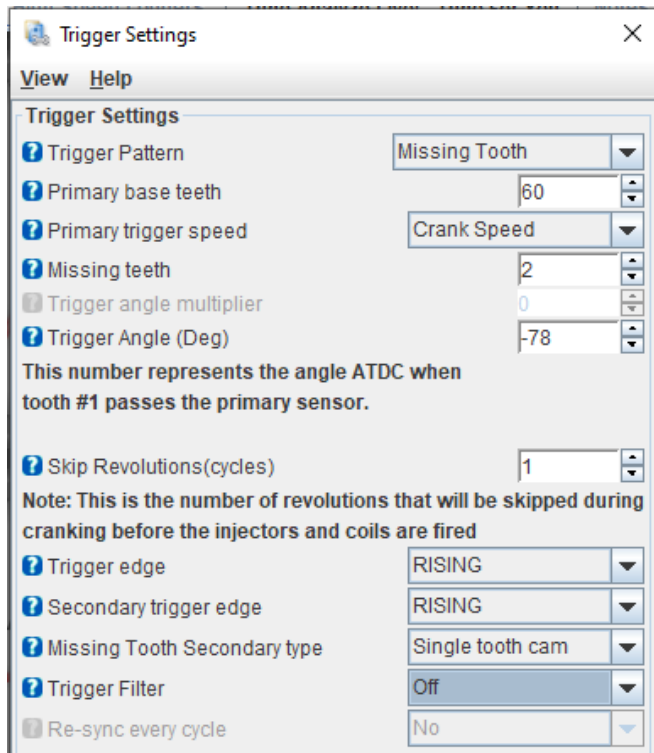 Trigger Settings
View Help
Trigger Settings
Trigger Pattern Missing Tooth
Primary base teeth 60
Primary trigger speed Crank Speed
Missing teeth 2
Trigger angle multiplier 0
Trigger Angle (Deg) -78
This number represents the angle ATDC when
tooth #1 passes the primary sensor.
Skip Revolutions(cycles) 1
Note: This is the number of revolutions that will be skipped during
cranking before the injectors and coils are fired
Trigger edge RISING
Secondary trigger edge RISING
Missing Tooth Secondary type Single tooth cam
Trigger Filter Off
Re-sync every cycle No